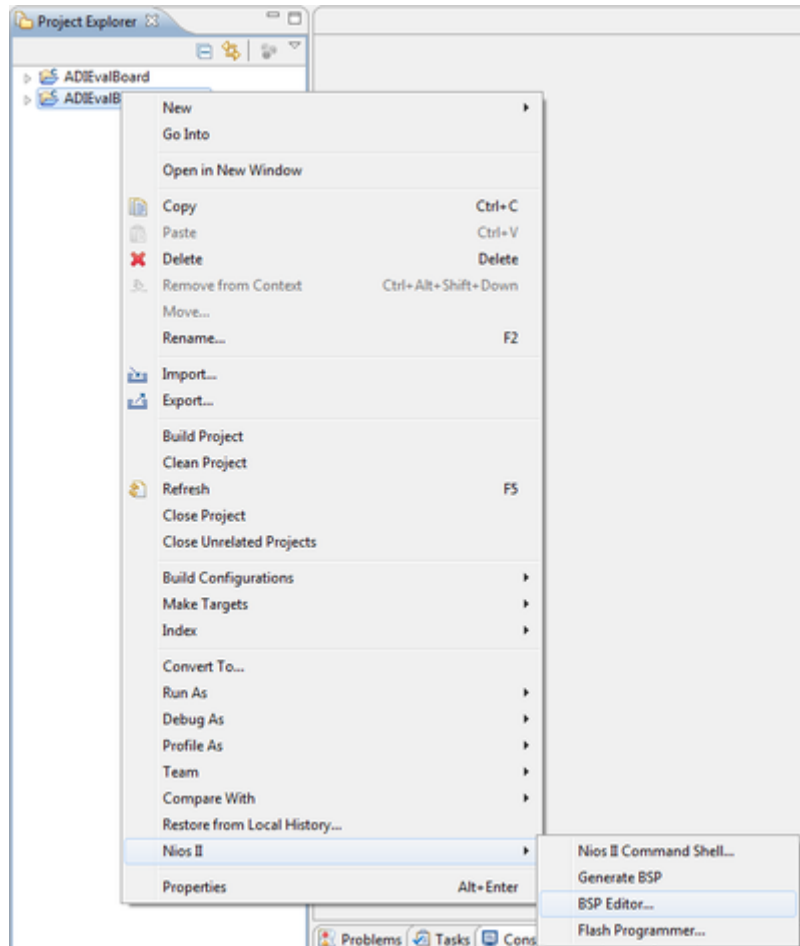 Project Explorer
ADIEvalBoard
ADIEvalB
New
Go Into
Open in New Window
Copy Ctrl+C
Paste Ctrl+V
Delete Delete
Remove from Context Ctrl+Alt+Shift+Down
Move...
Rename... F2
Import...
Export...
Build Project
Clean Project
Refresh F5
Close Project
Close Unrelated Projects
Build Configurations
Make Targets
Index
Convert To...
Run As
Debug As
Profile As
Team
Compare With
Restore from Local History...
Nios II
Nios II Command Shell...
Generate BSP
Properties Alt+Enter
BSP Editor...
Flash Programmer...
Problems Tasks Cons